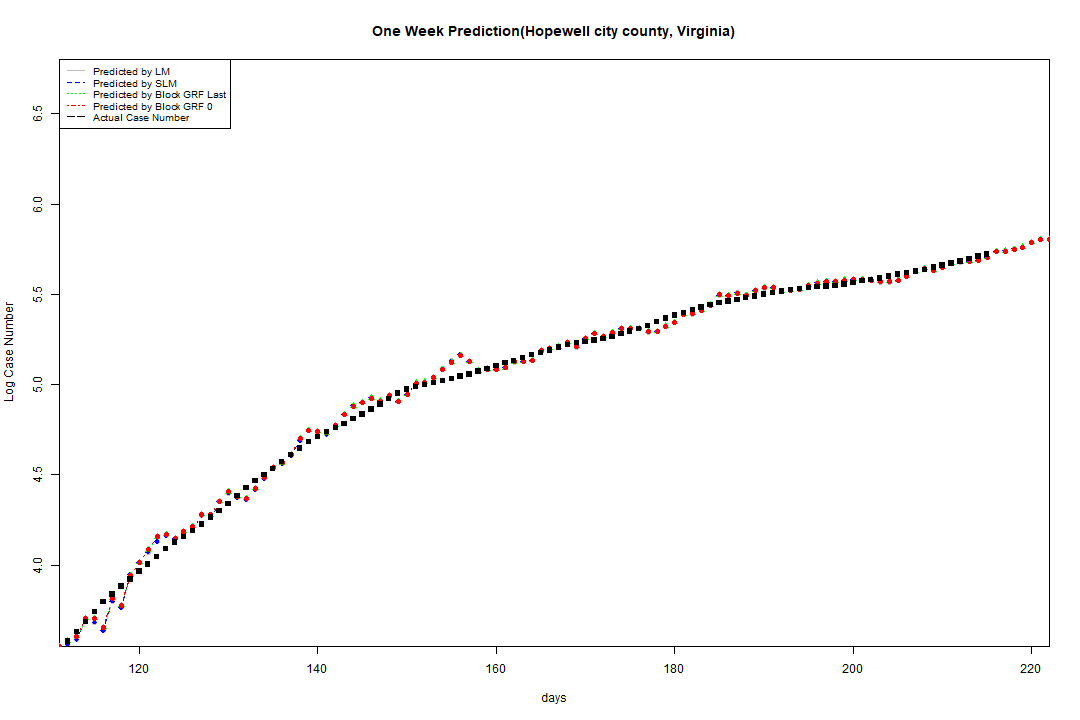 One Week Prediction(Hopewell city county, Virginia)
Predicted by LM
Predicted by SLM
Predicted by Block GRF Last
Predicted by Block GRF 0
Actual Case Number
6.5
6.0
5.5
5.0
4.5
4.0
Log Case Number
120 140 160 180 200 220
days